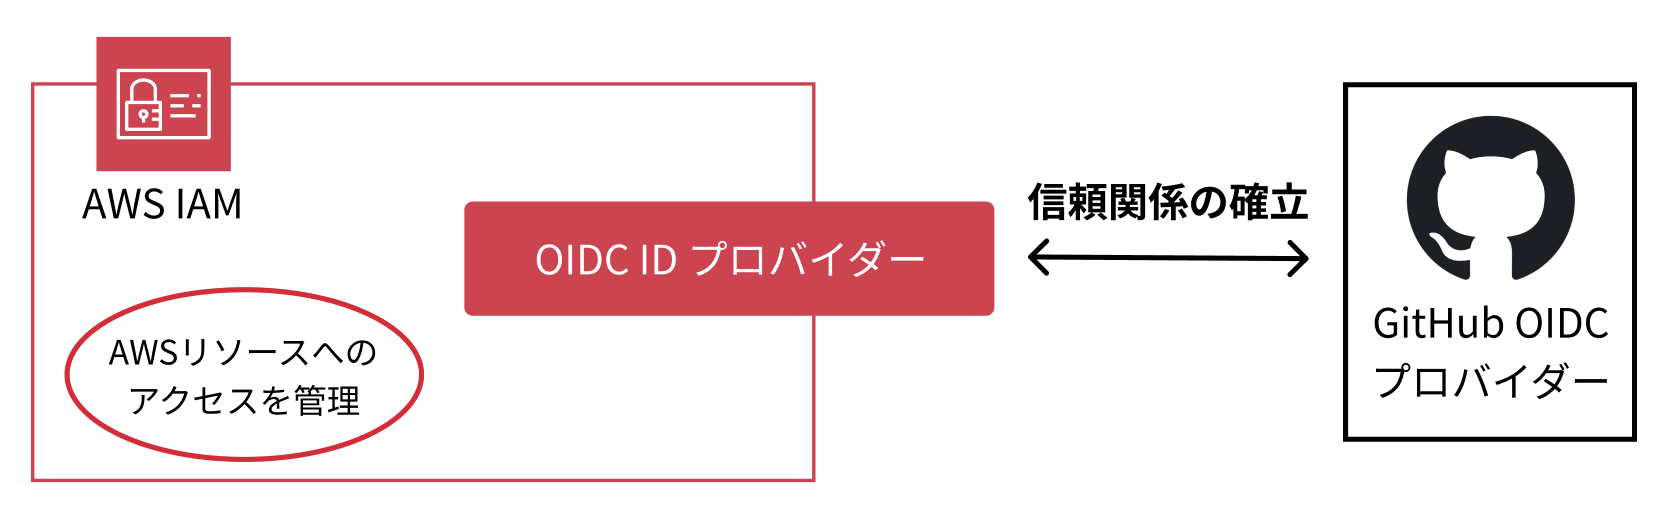 AWS IAM
OIDC ID プロバイダー
AWSリソースへの
アクセスを管理
信頼関係の確立
GitHub OIDC
プロバイダー